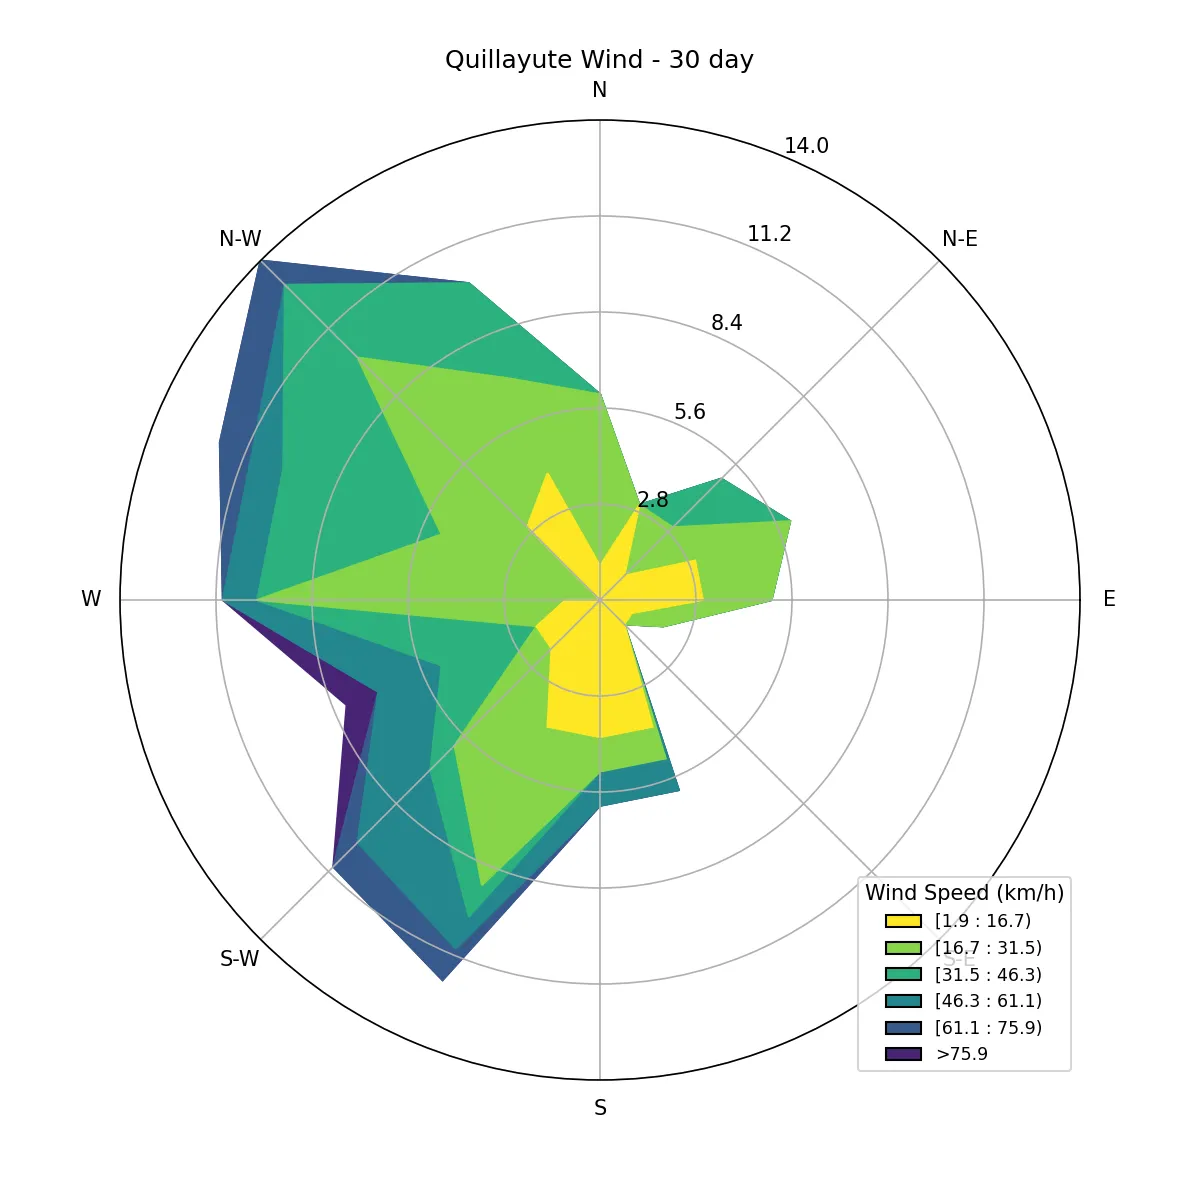 Quillayute Wind - 30 day
N
14.0
N-W
11.2
N-E
8.4
5.6
2.8
W
E
S-W
S-E
S
Wind Speed (km/h)
[1.9 : 16.7)
[16.7 : 31.5)
[31.5 : 46.3)
[46.3 : 61.1)
[61.1 : 75.9)
>75.9